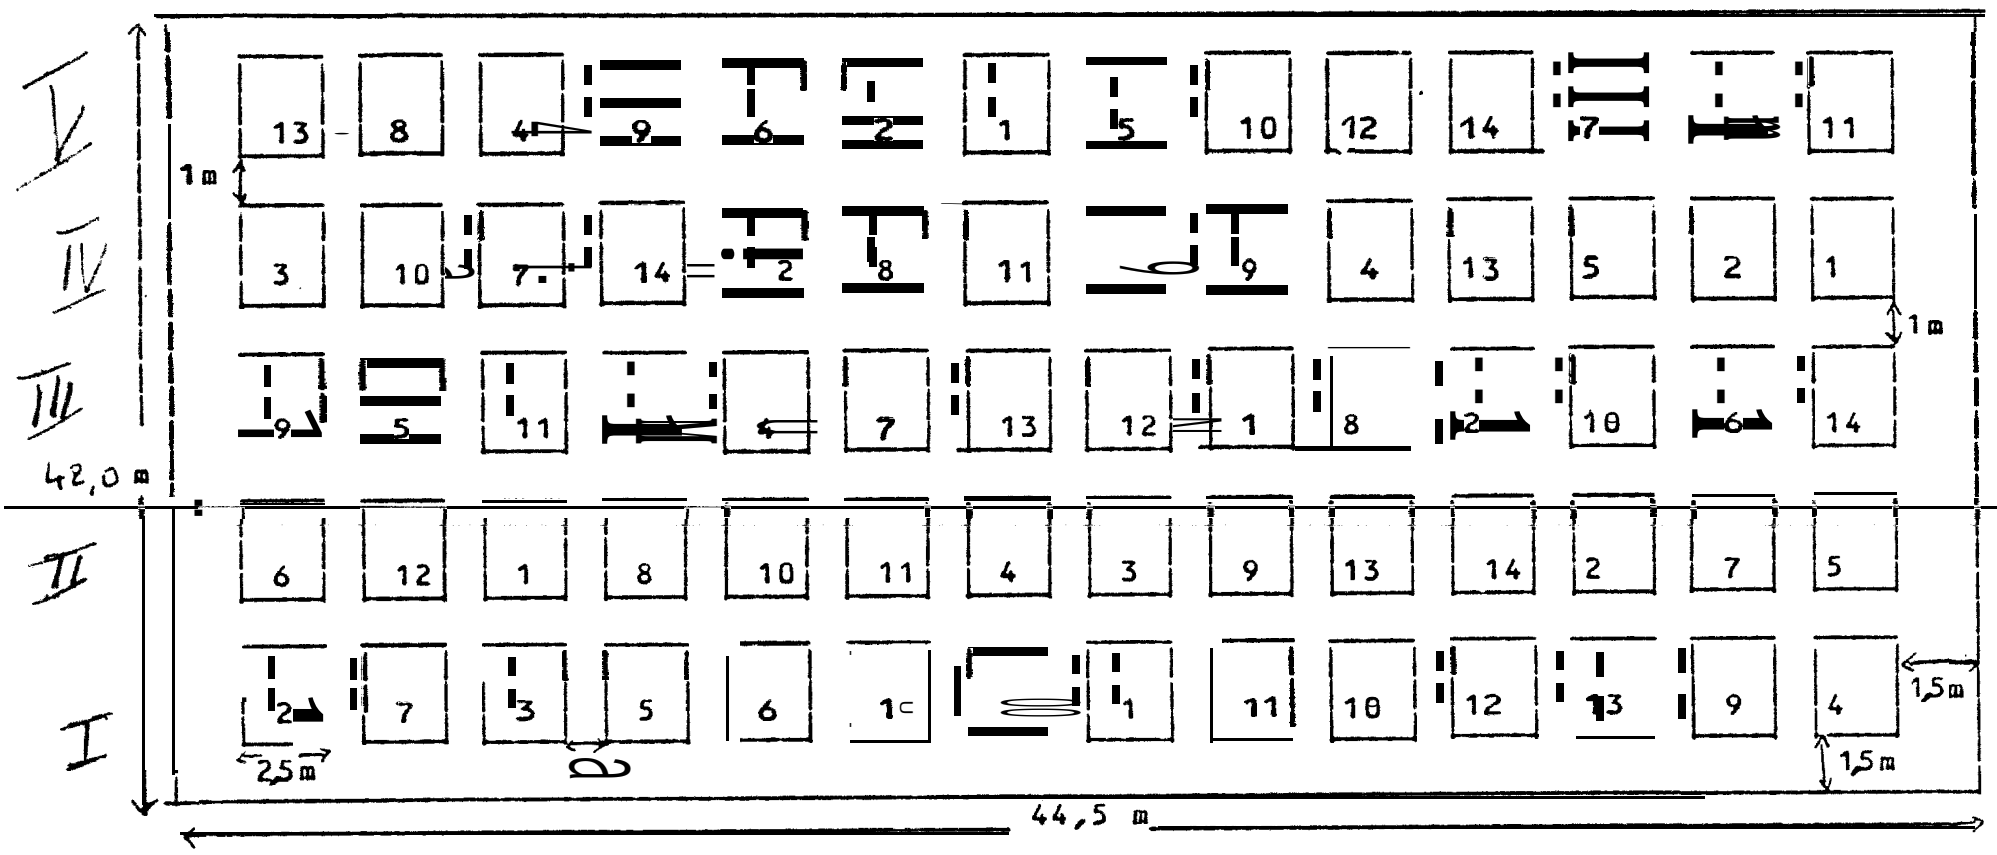 V
13 8 4 9 6 2 1 5 10 12 14 7 11
1 m
IV
3 10 7 14 2 8 11 9 4 13 5 2 1
1 m
III
9 5 11 4 7 13 12 1 8 2 10 6 14
42,0 m
II
6 12 1 8 10 11 4 3 9 13 14 2 7 5
I
2 7 3 5 6 1 11 10 12 13 9 4
1,5 m
2,5 m
1,5 m
44,5 m